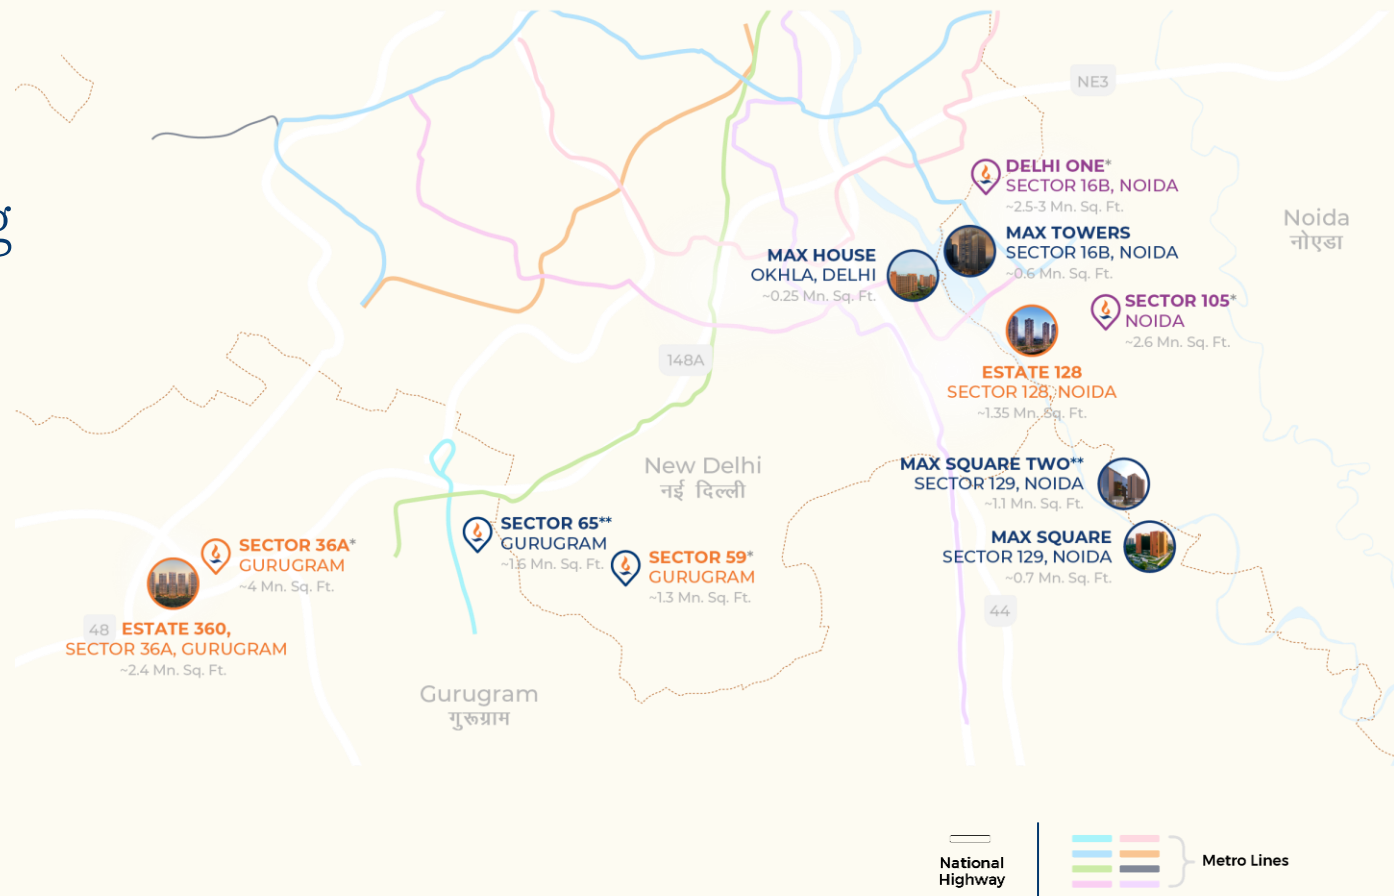 g
NE3
DELHI ONE*
SECTOR 16B, NOIDA
~2.5-3 Mn. Sq. Ft.
Noida
नोएडा
MAX TOWERS
SECTOR 16B, NOIDA
~0.6 Mn. Sq. Ft.
MAX HOUSE
OKHLA, DELHI
~0.25 Mn. Sq. Ft.
SECTOR 105*
NOIDA
~2.6 Mn. Sq. Ft.
148A
ESTATE 128
SECTOR 128, NOIDA
~1.35 Mn. Sq. Ft.
New Delhi
नई दिल्ली
MAX SQUARE TWO**
SECTOR 129, NOIDA
~1.1 Mn. Sq. Ft.
SECTOR 65**
GURUGRAM
~1.6 Mn. Sq. Ft.
MAX SQUARE
SECTOR 129, NOIDA
~0.7 Mn. Sq. Ft.
SECTOR 36A*
GURUGRAM
~4 Mn. Sq. Ft.
SECTOR 59*
GURUGRAM
~1.3 Mn. Sq. Ft.
44
48
ESTATE 360,
SECTOR 36A, GURUGRAM
~2.4 Mn. Sq. Ft.
Gurugram
गुरूग्राम
National
Highway
Metro Lines